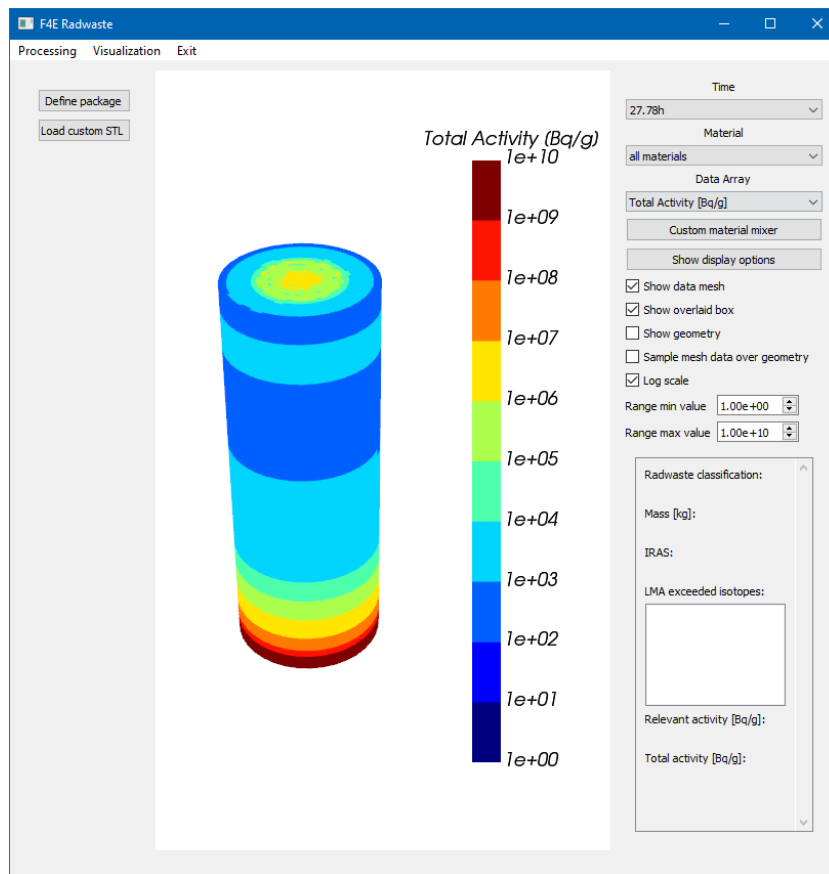 F4E Radwaste
Processing Visualization Exit
Define package
Load custom STL
Total Activity (Bq/g)
1e+10
1e+09
1e+08
1e+07
1e+06
1e+05
1e+04
1e+03
1e+02
1e+01
1e+00
Time
27.78h
Material
all materials
Data Array
Total Activity [Bq/g]
Custom material mixer
Show display options
Show data mesh
Show overlaid box
Show geometry
Sample mesh data over geometry
Log scale
Range min value 1.00e+00
Range max value 1.00e+10
Radwaste classification:
Mass [kg]:
IRAS:
LMA exceeded isotopes:
Relevant activity [Bq/g]:
Total activity [Bq/g]: